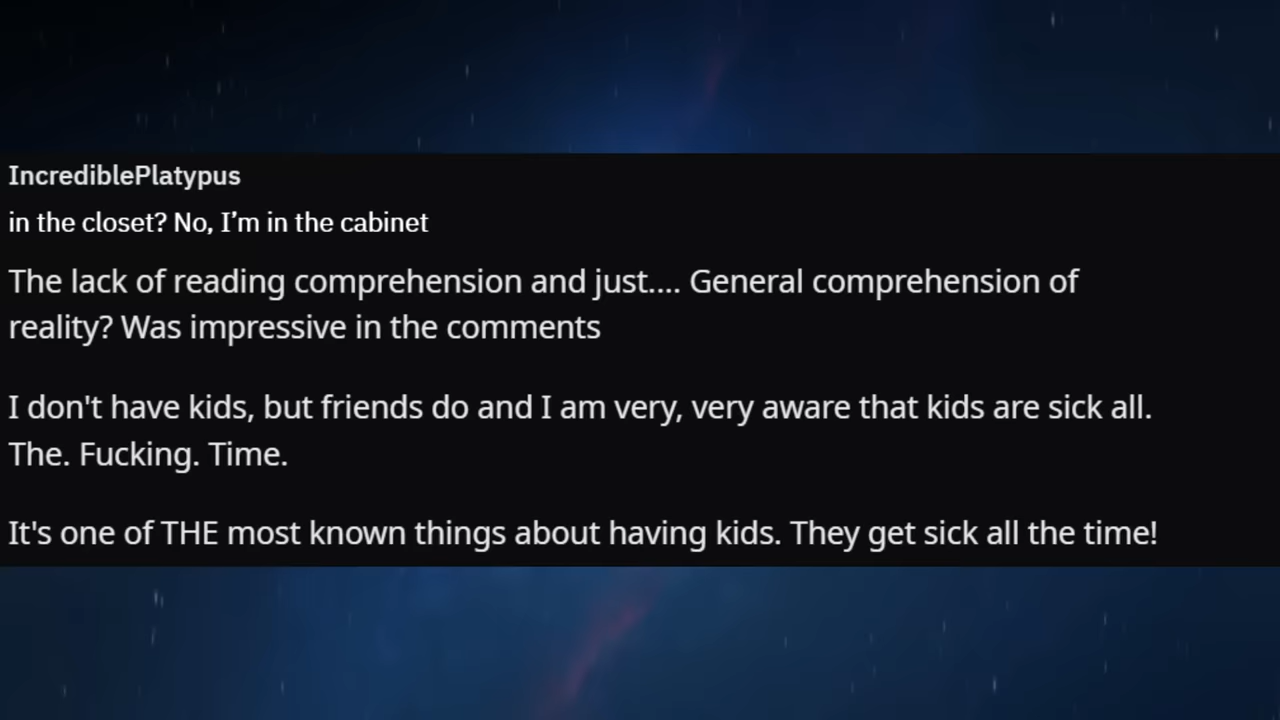 IncrediblePlatypus
in the closet? No, I’m in the cabinet
The lack of reading comprehension and just.... General comprehension of
reality? Was impressive in the comments
I don't have kids, but friends do and I am very, very aware that kids are sick all.
The. Fucking. Time.
It's one of THE most known things about having kids. They get sick all the time!